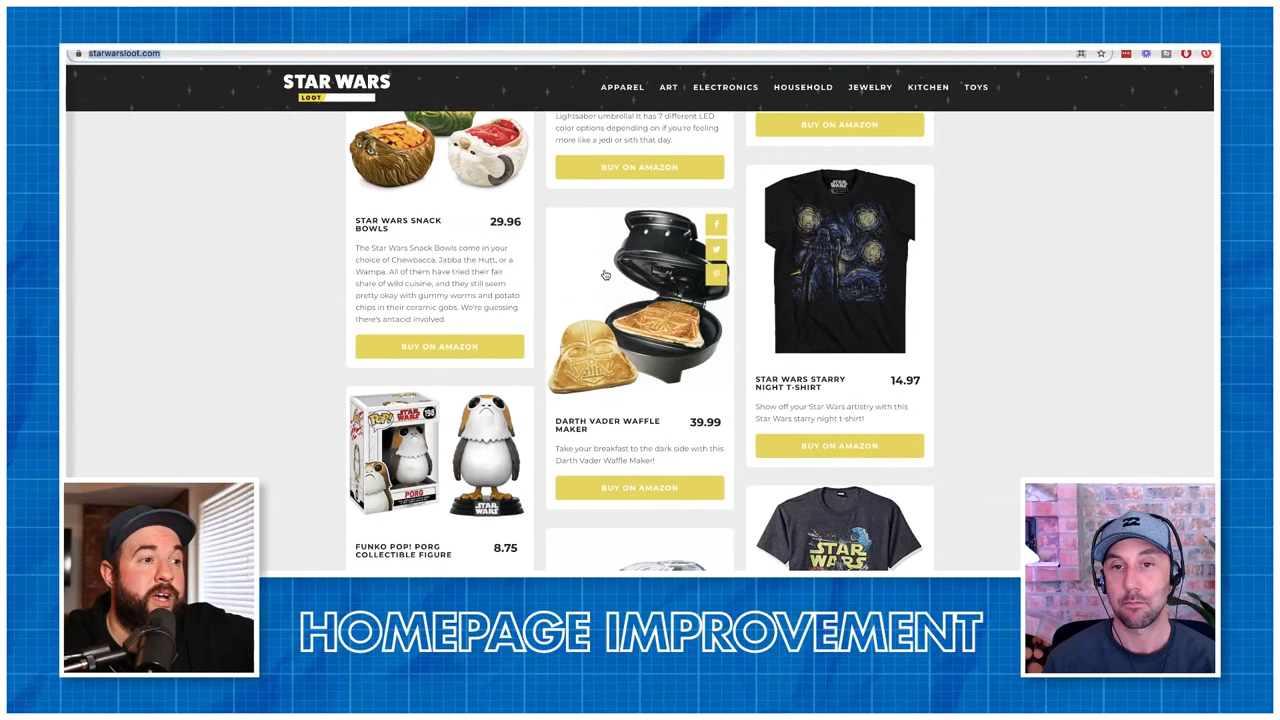 starwarsloot.com
STAR WARS
LOOT
APPAREL ART ELECTRONICS HOUSEHOLD JEWELRY KITCHEN TOYS
STAR WARS SNACK
BOWLS
29.96
The Star Wars Snack Bowls come in your
choice of Chewbacca, Jabba the Hutt, or a
Wampa. All of them have tried their fair
share of wild cuisine, and they still seem
pretty okay with gummy worms and potato
chips in their ceramic gobs. We're guessing
there's antacid involved.
BUY ON AMAZON
POP!
STAR WARS
198
PORG
STAR WARS
FUNKO POP! PORG
COLLECTIBLE FIGURE
8.75
Lightsaber umbrella! It has 7 different LED
color options depending on if you're feeling
more like a jedi or sith that day.
BUY ON AMAZON
DARTH VADER WAFFLE
MAKER
39.99
Take your breakfast to the dark side with this
Darth Vader Waffle Maker!
BUY ON AMAZON
BUY ON AMAZON
STAR WARS
STAR WARS STARRY
NIGHT T-SHIRT
14.97
Show off your Star Wars artistry with this
Star Wars starry night t-shirt!
BUY ON AMAZON
STAR
WARS
HOMEPAGE IMPROVEMENT